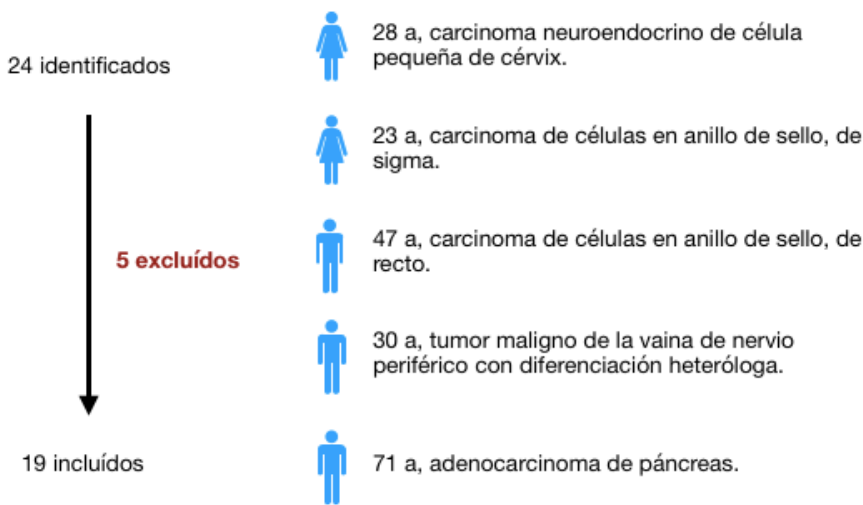 24 identificados
5 excluídos
19 incluídos
28 a, carcinoma neuroendocrino de célula
pequeña de cérvix.
23 a, carcinoma de células en anillo de sello, de
sigma.
47 a, carcinoma de células en anillo de sello, de
recto.
30 a, tumor maligno de la vaina de nervio
periférico con diferenciación heteróloga.
71 a, adenocarcinoma de páncreas.